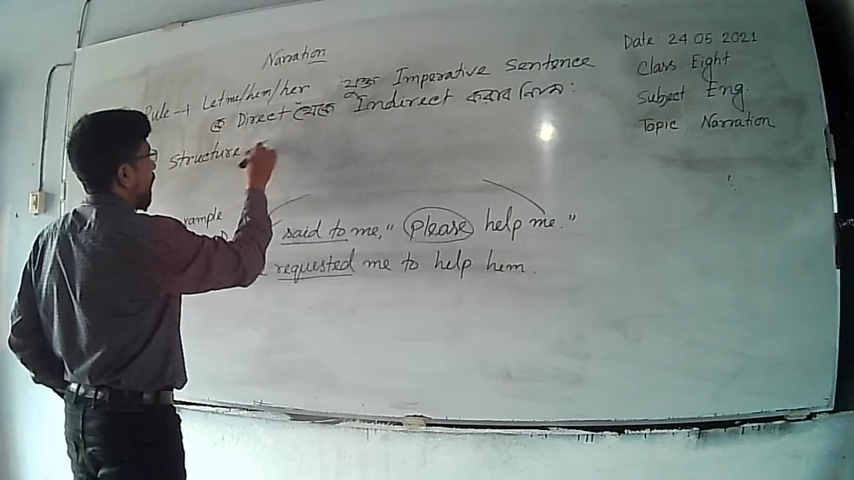 Narration
Date 24.05.2021
Class Eight
Subject Eng.
Topic Narration
Rule → Let me/him/her যুক্ত Imperative Sentence
কে Direct থেকে Indirect করার নিয়ম:
Structure
said to me, "please help me."
requested me to help him.